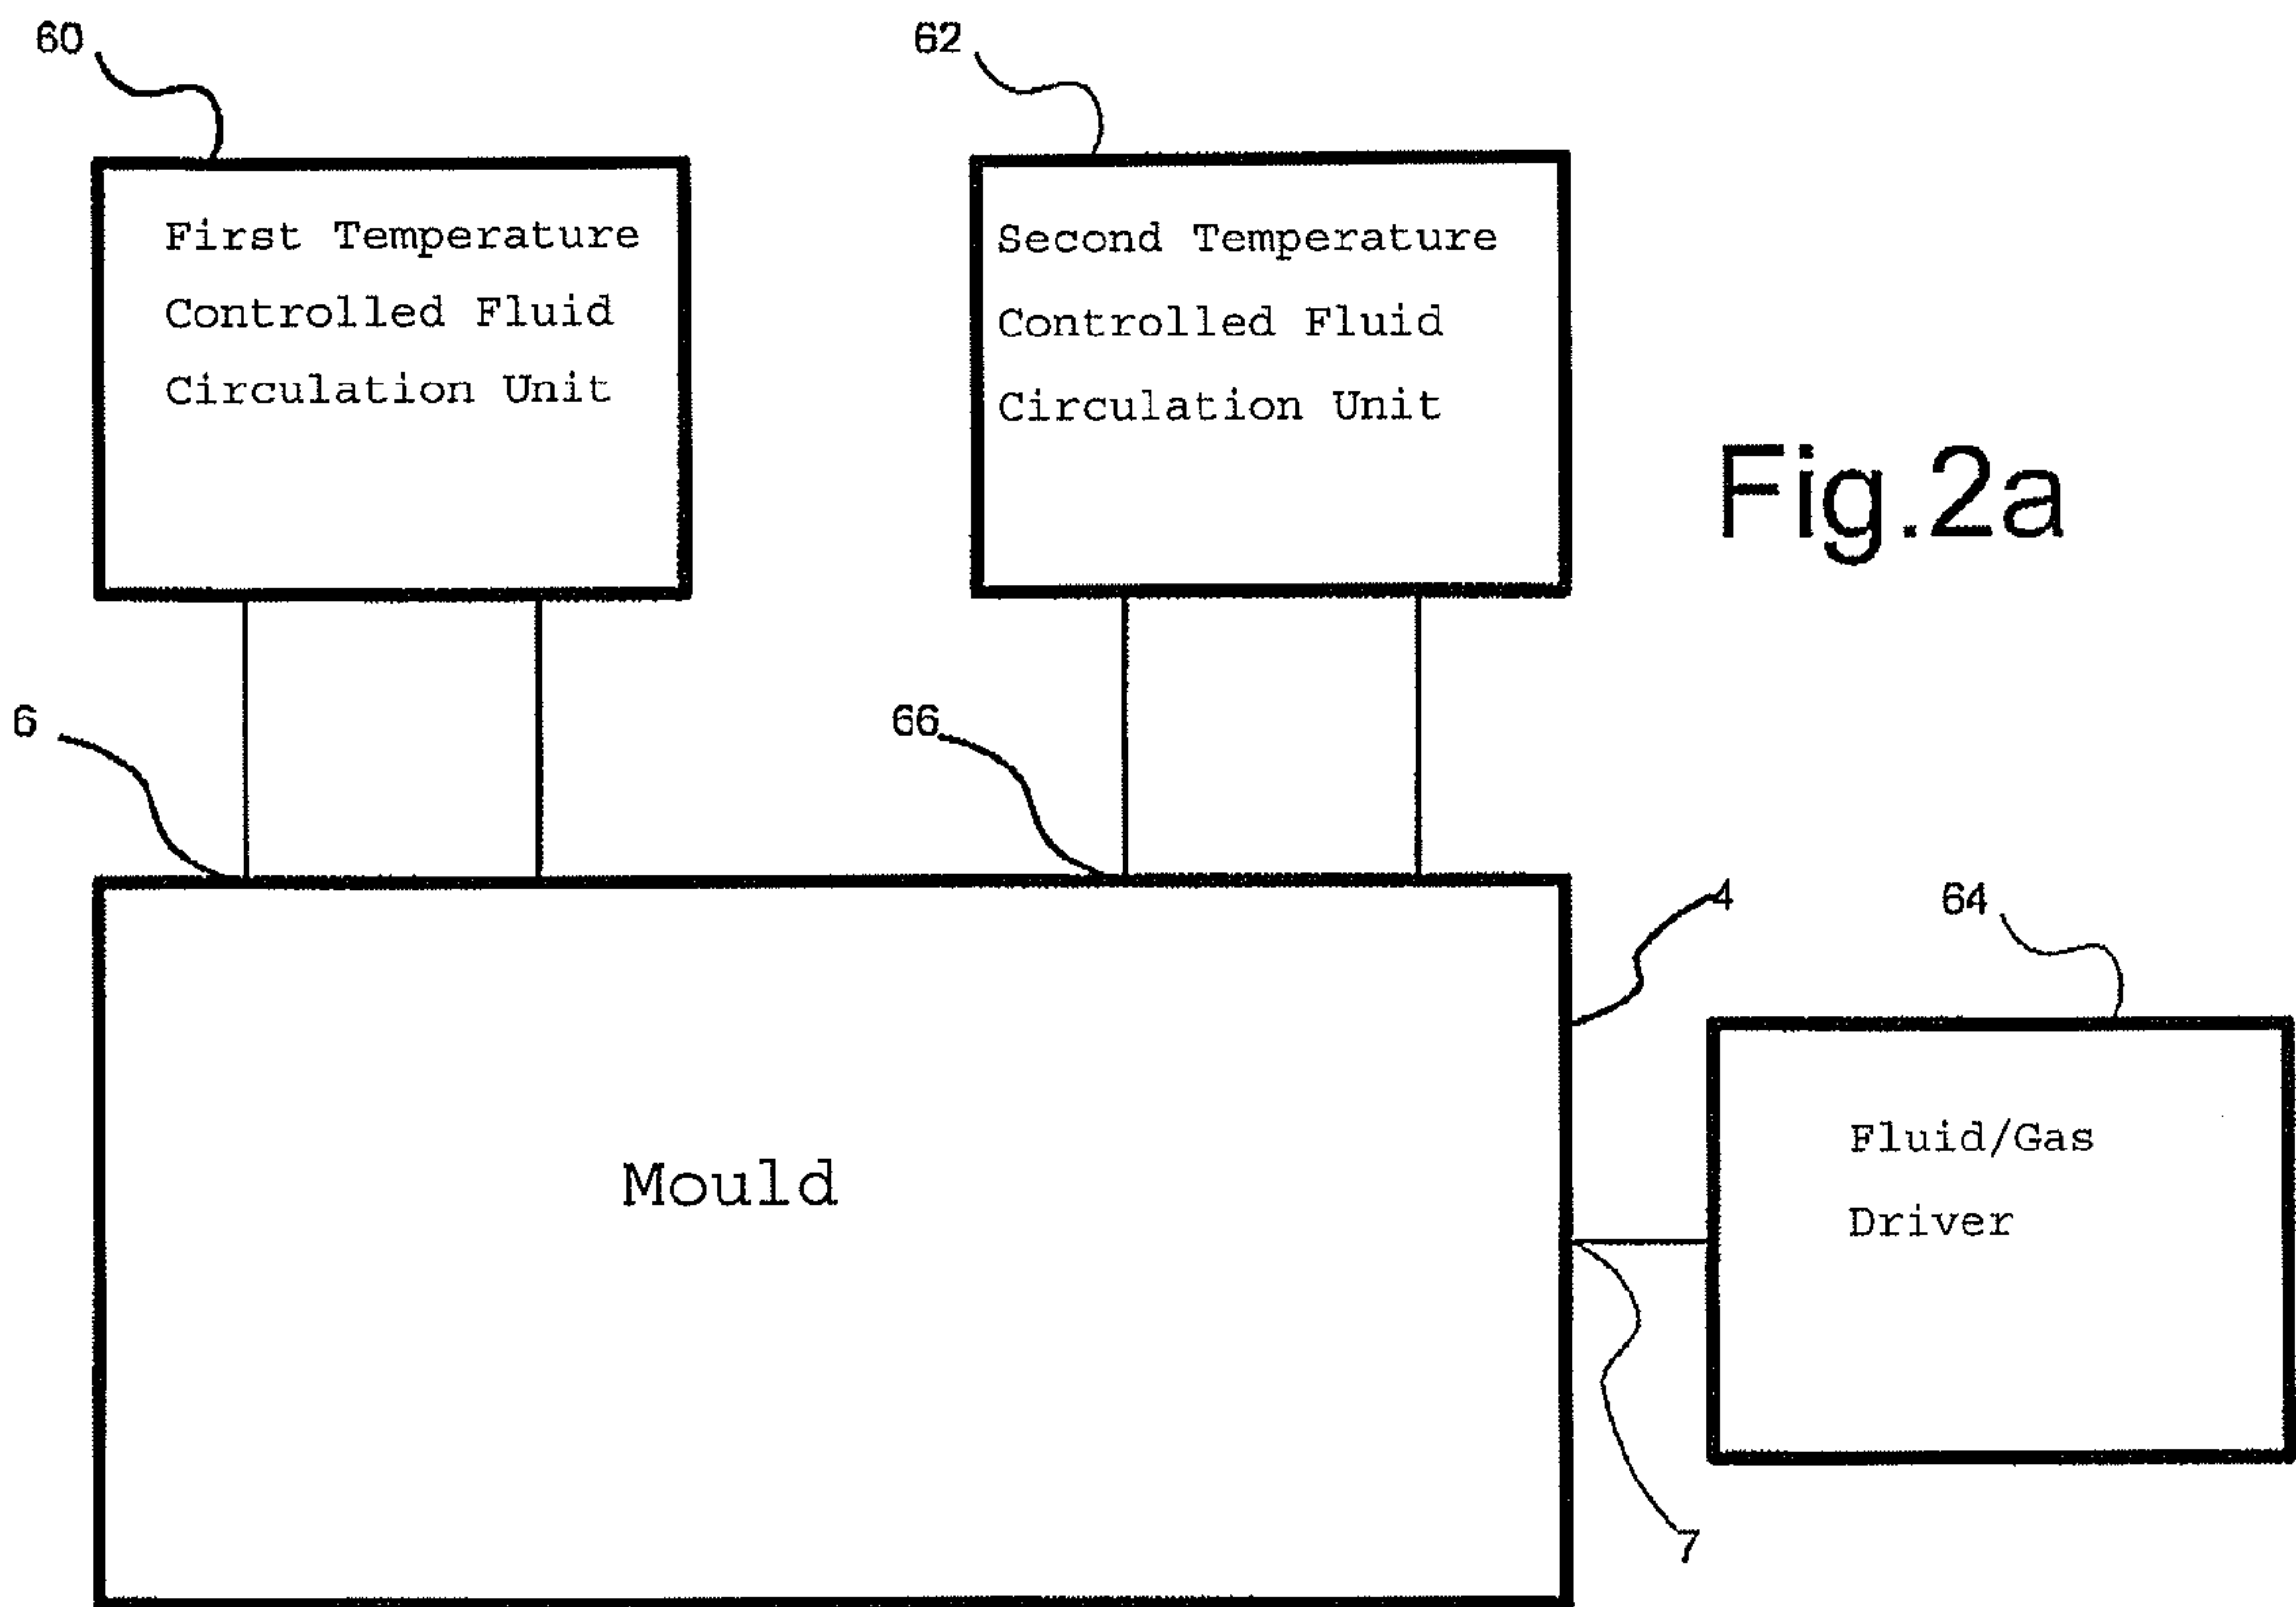 60
62
First Temperature
Controlled Fluid
Circulation Unit
Second Temperature
Controlled Fluid
Circulation Unit
Fig.2a
6
66
4
64
Mould
Fluid/Gas
Driver
7